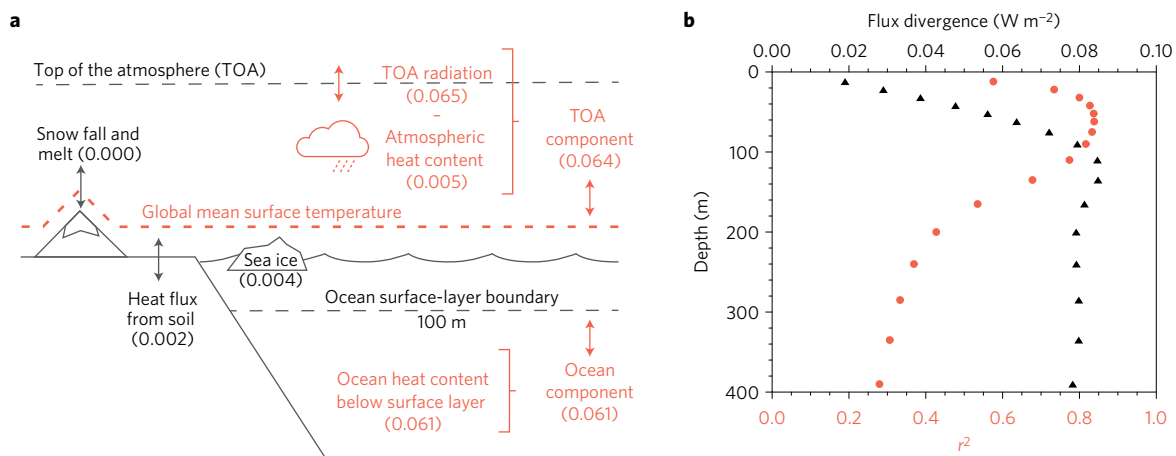 a
Top of the atmosphere (TOA)
TOA radiation
(0.065)
–
Atmospheric
heat content
(0.005)
TOA
component
(0.064)
Snow fall and
melt (0.000)
Global mean surface temperature
Sea ice
(0.004)
Heat flux
from soil
(0.002)
Ocean surface-layer boundary
100 m
Ocean heat content
below surface layer
(0.061)
Ocean
component
(0.061)
b
Flux divergence (W m⁻²)
0.00 0.02 0.04 0.06 0.08 0.10
0
100
200
300
400
Depth (m)
0.0 0.2 0.4 0.6 0.8 1.0
r²